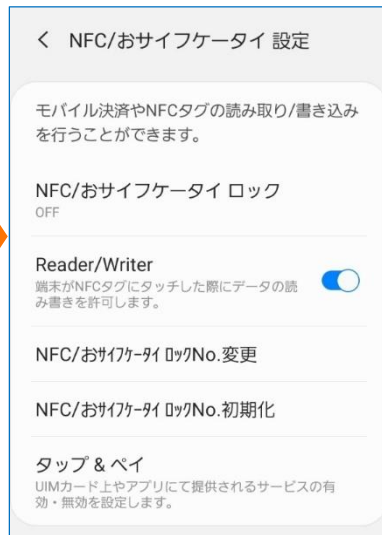 < NFC/おサイフケータイ 設定
モバイル決済やNFCタグの読み取り/書き込み
を行うことができます。
NFC/おサイフケータイ ロック
OFF
Reader/Writer
端末がNFCタグにタッチした際にデータの読
み書きを許可します。
NFC/おｻｲﾌｹｰﾀｲ ﾛｯｸNo.変更
NFC/おｻｲﾌｹｰﾀｲ ﾛｯｸNo.初期化
タップ & ペイ
UIMカード上やアプリにて提供されるサービスの有
効・無効を設定します。